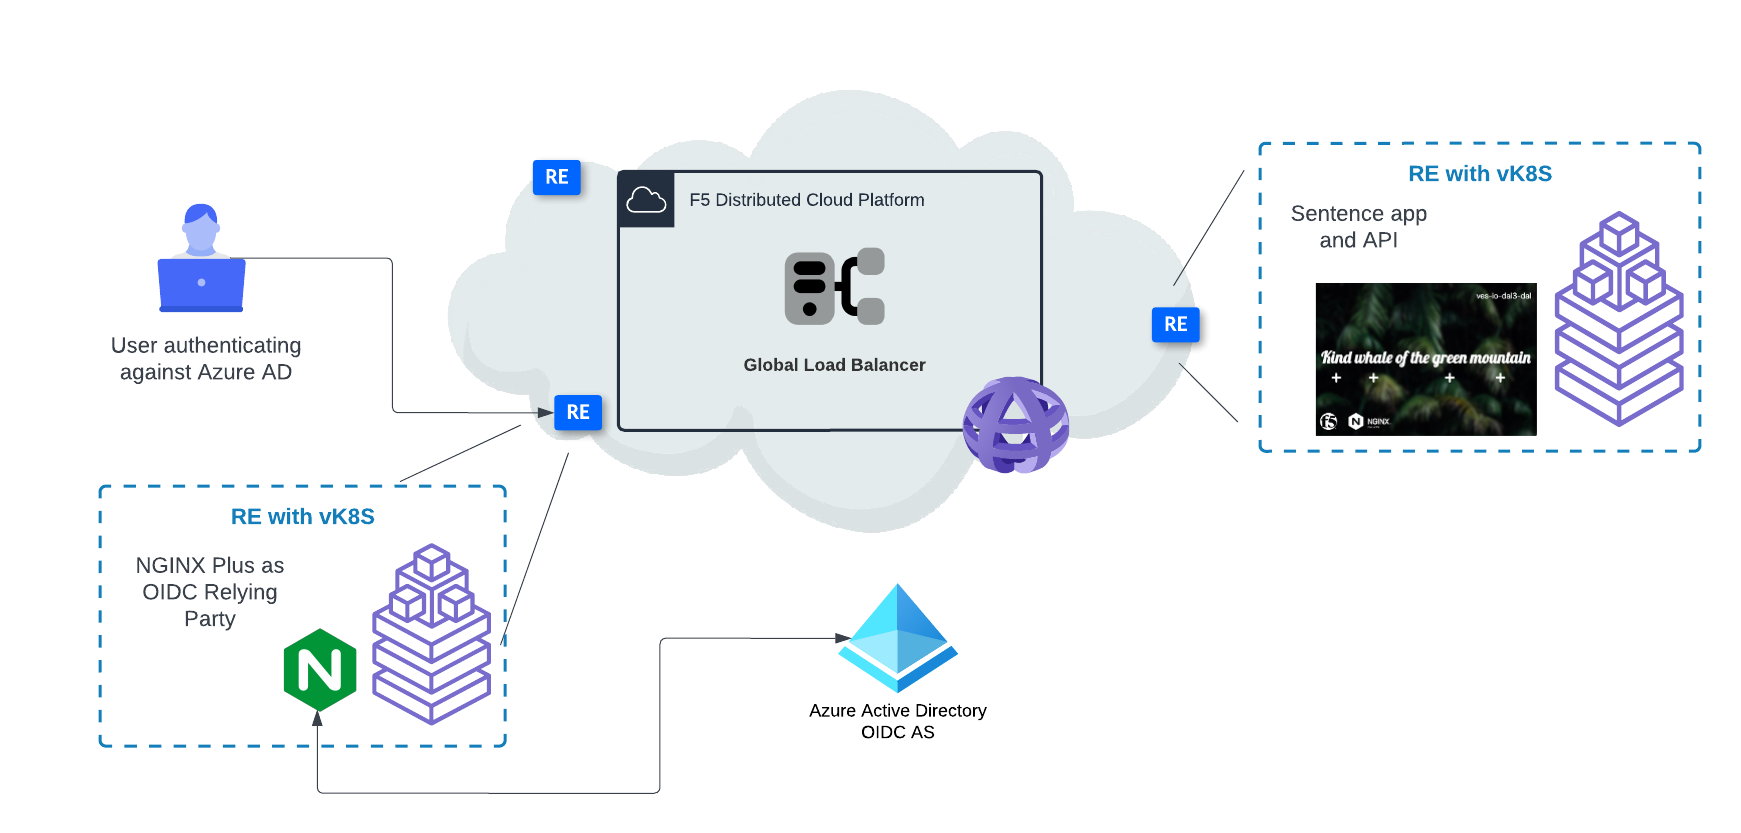 RE
F5 Distributed Cloud Platform
Global Load Balancer
User authenticating
against Azure AD
RE
RE
RE with vK8S
Sentence app
and API
ves-io-dal3-dal
Kind whale of the green mountain
+ + + +
NGINX
RE with vK8S
NGINX Plus as
OIDC Relying
Party
N
Azure Active Directory
OIDC AS